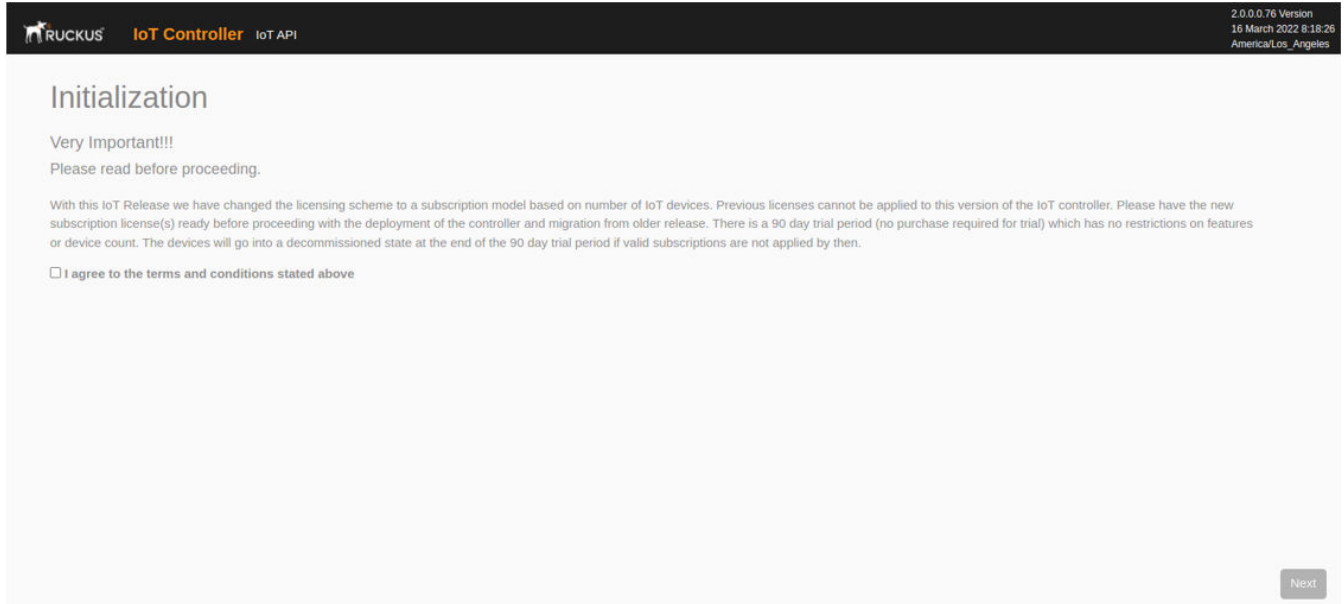 RUCKUS IoT Controller IoT API
2.0.0.0.76 Version
16 March 2022 8:18:26
America/Los_Angeles
Initialization
Very Important!!!
Please read before proceeding.
With this IoT Release we have changed the licensing scheme to a subscription model based on number of IoT devices. Previous licenses cannot be applied to this version of the IoT controller. Please have the new
subscription license(s) ready before proceeding with the deployment of the controller and migration from older release. There is a 90 day trial period (no purchase required for trial) which has no restrictions on features
or device count. The devices will go into a decommissioned state at the end of the 90 day trial period if valid subscriptions are not applied by then.
I agree to the terms and conditions stated above
Next